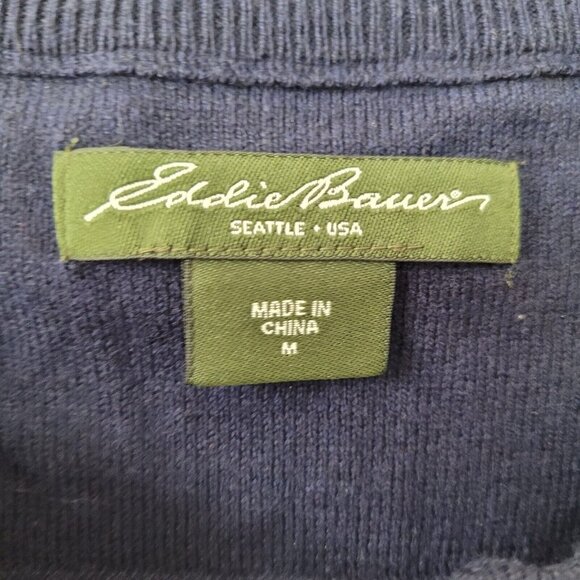 Eddie Bauer
SEATTLE • USA
MADE IN
CHINA
M